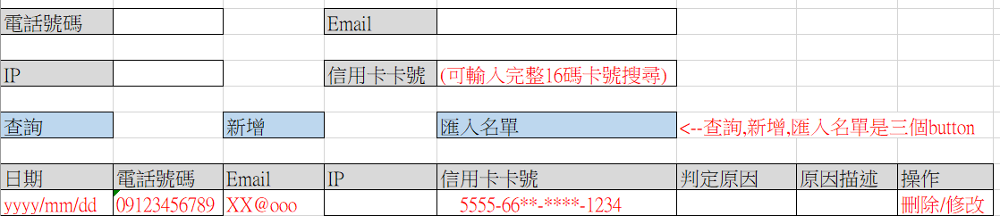 電話號碼 Email
IP 信用卡卡號 (可輸入完整16碼卡號搜尋)
查詢 新增 匯入名單 <--查詢,新增,匯入名單是三個button
日期 電話號碼 Email IP 信用卡卡號 判定原因 原因描述 操作
yyyy/mm/dd 09123456789 XX@ooo 5555-66**-****-1234 刪除/修改